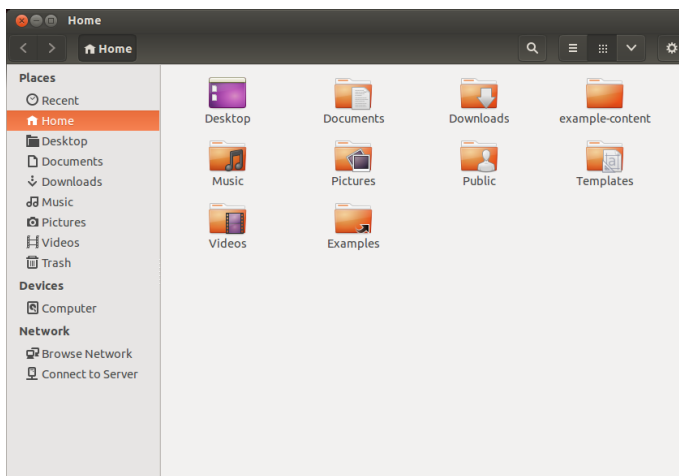 Home
Home
Places
Recent
Home
Desktop
Documents
Downloads
Music
Pictures
Videos
Trash
Devices
Computer
Network
Browse Network
Connect to Server
Desktop Documents Downloads example-content
Music Pictures Public Templates
Videos Examples